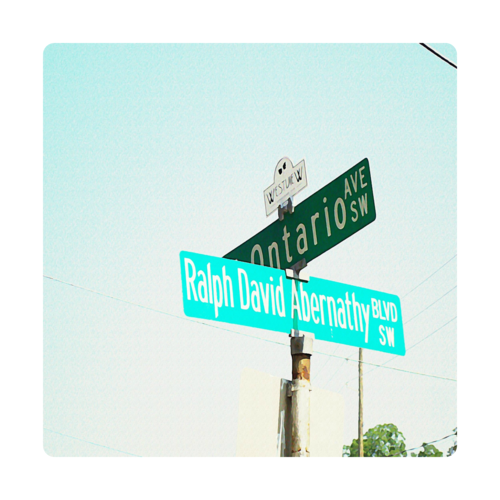 WESTVIEW
Ontario AVE SW
Ralph David Abernathy BLVD SW